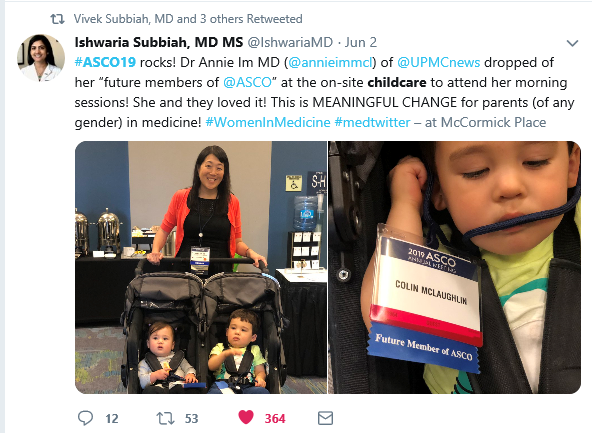 Vivek Subbiah, MD and 3 others Retweeted
Ishwaria Subbiah, MD MS @IshwariaMD · Jun 2
#ASCO19 rocks! Dr Annie Im MD (@annieimmcl) of @UPMCnews dropped of
her "future members of @ASCO" at the on-site childcare to attend her morning
sessions! She and they loved it! This is MEANINGFUL CHANGE for parents (of any
gender) in medicine! #WomenInMedicine #medtwitter – at McCormick Place
S-
2019 ASCO
ANNUAL MEETING
COLIN MCLAUGHLIN
Future Member of ASCO
12 53 364